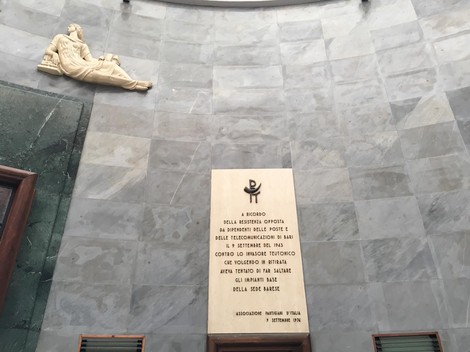 A RICORDO
DELLA RESISTENZA OPPOSTA
DA DIPENDENTI DELLE POSTE E
DELLE TELECOMUNICAZIONI DI BARI
IL 9 SETTEMBRE DEL 1943
CONTRO LO INVASORE TEUTONICO
CHE VOLGENDO IN RITIRATA
AVEVA TENTATO DI FAR SALTARE
GLI IMPIANTI BASE
DELLA SEDE BARESE
ASSOCIAZIONE PARTIGIANI D'ITALIA
9 SETTEMBRE 1974